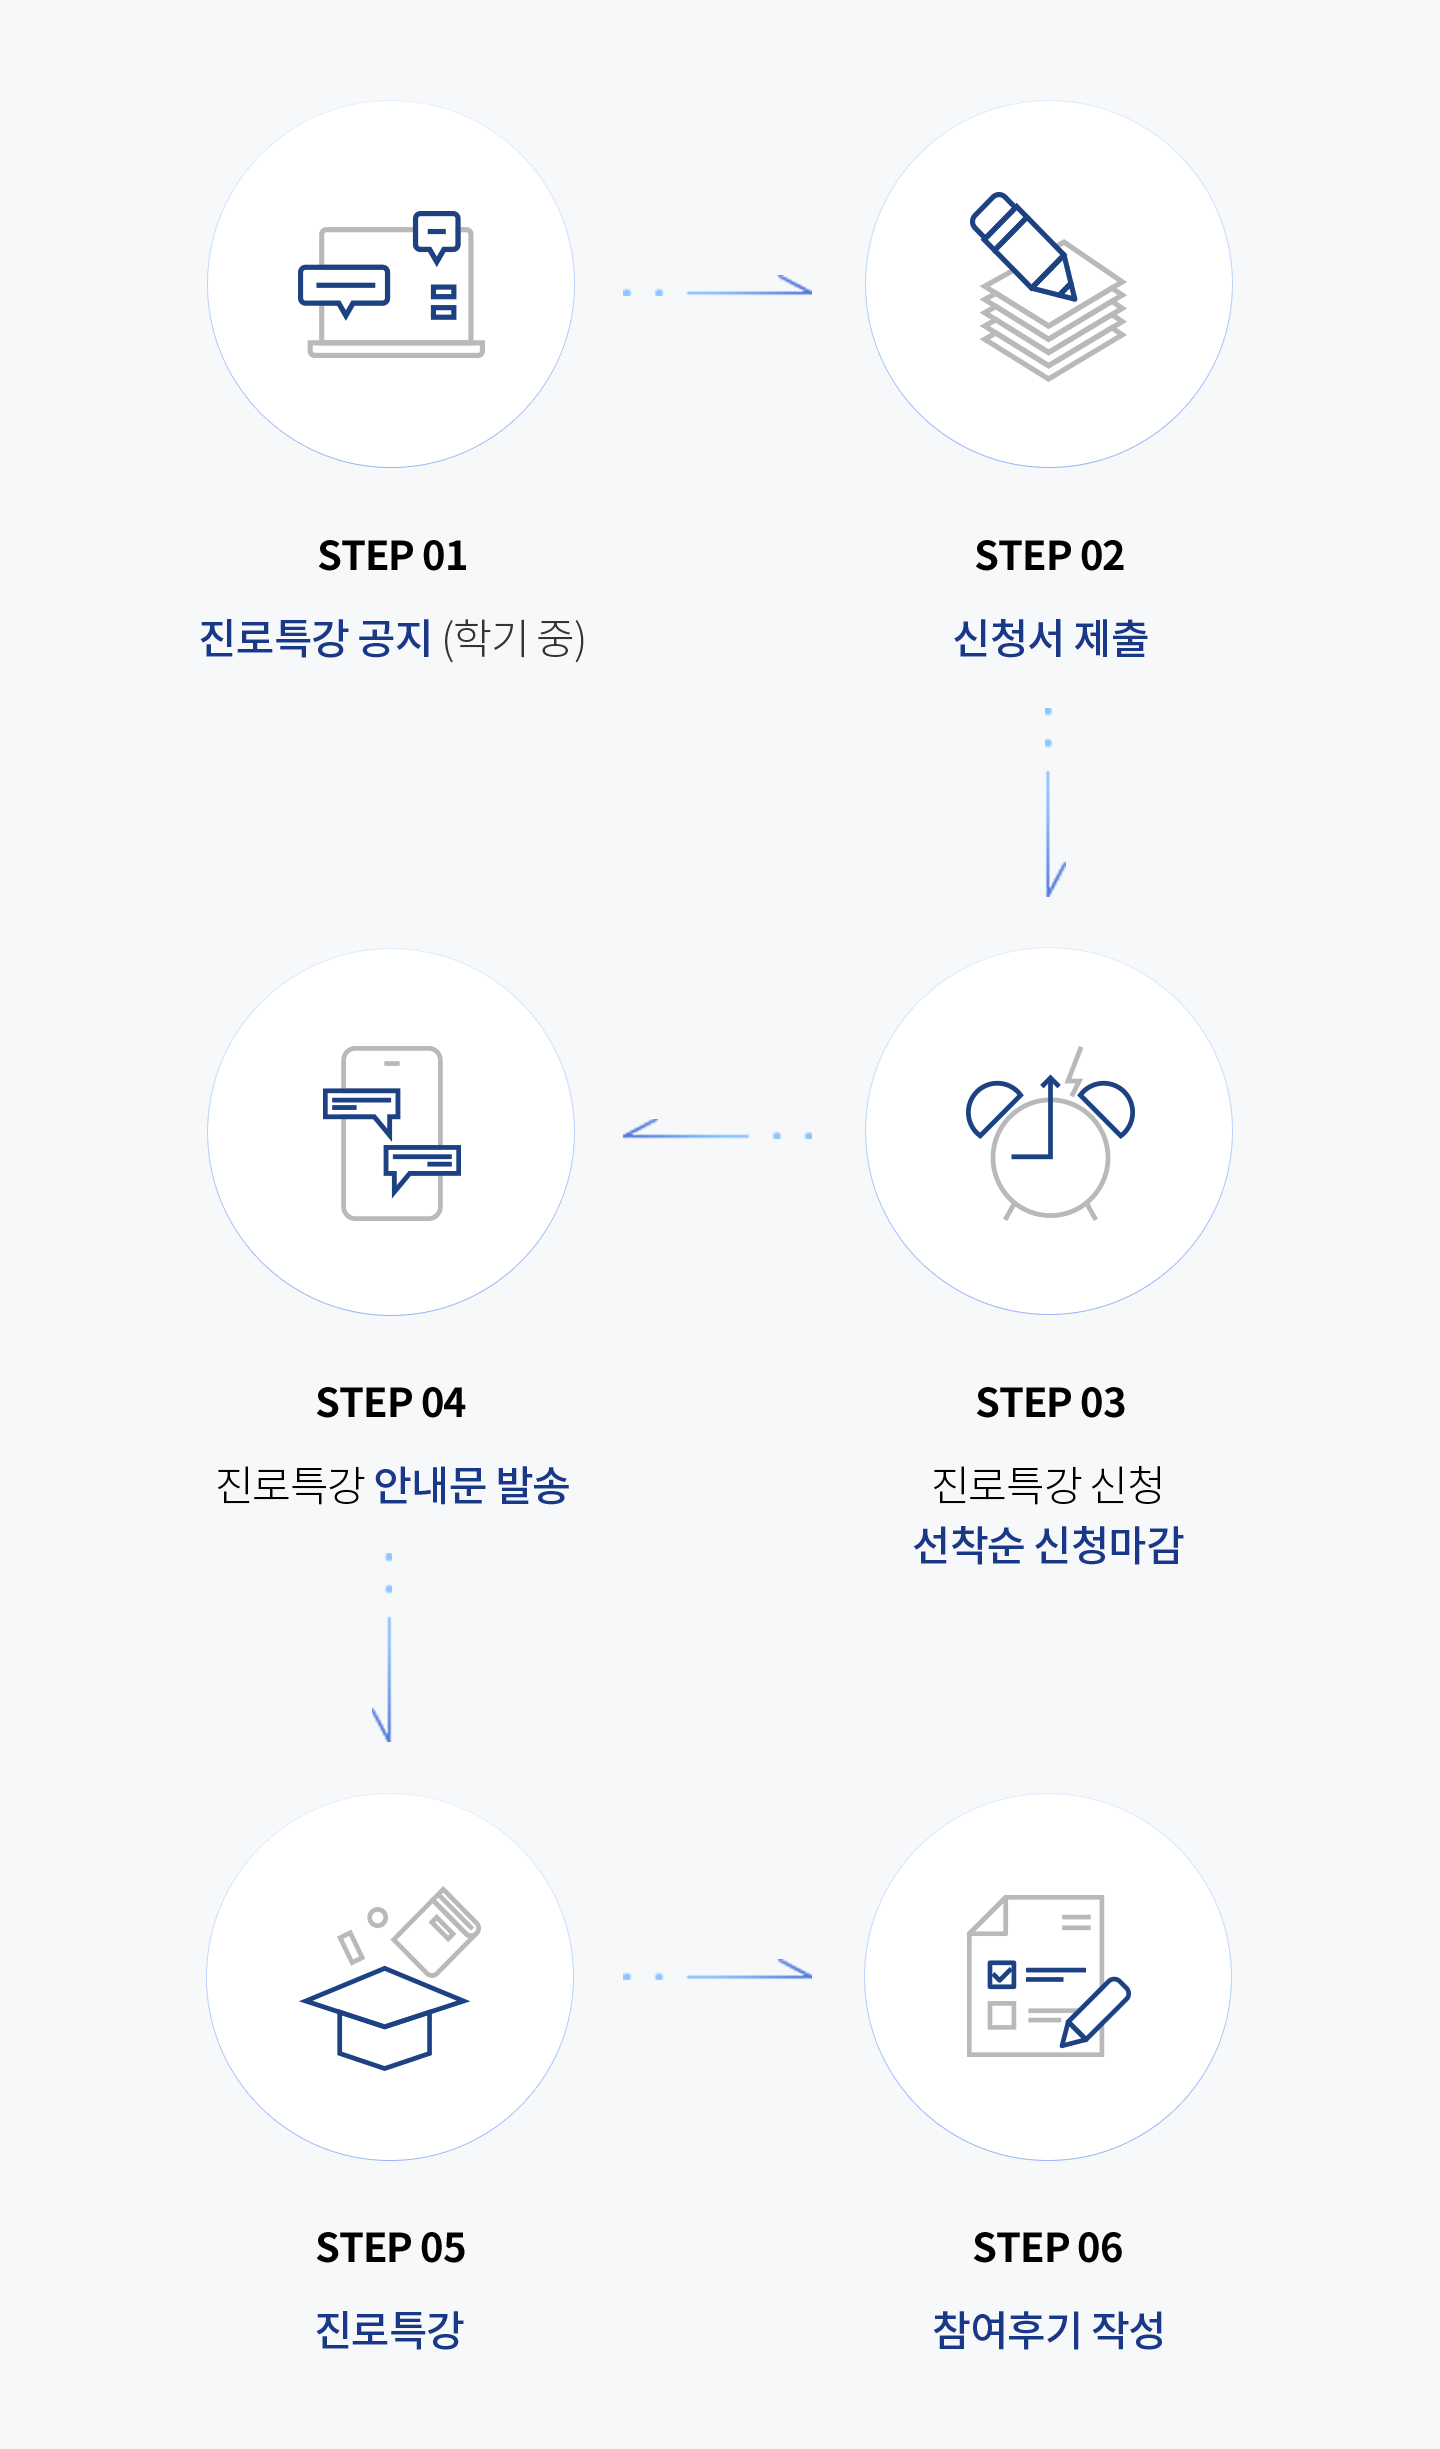 STEP 01
진로특강 공지 (학기 중)
STEP 02
신청서 제출
STEP 03
진로특강 신청
선착순 신청마감
STEP 04
진로특강 안내문 발송
STEP 05
진로특강
STEP 06
참여후기 작성